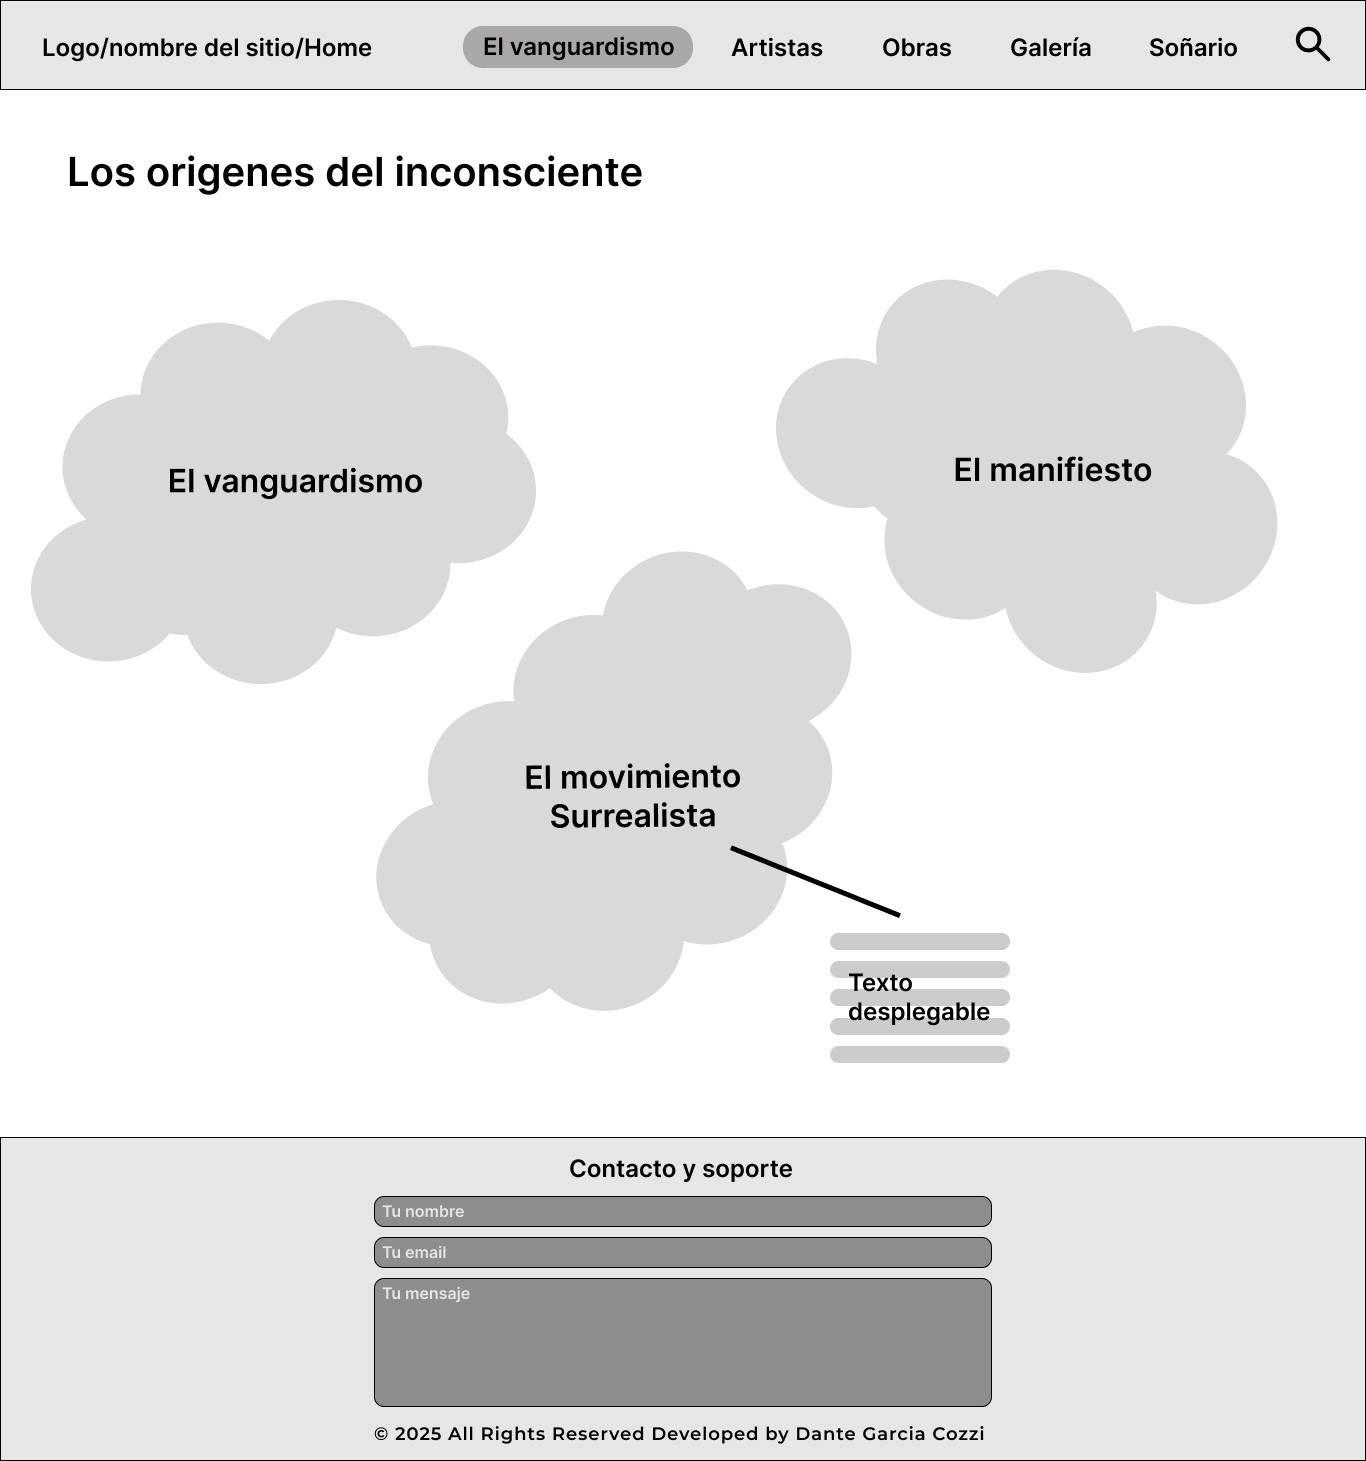 Logo/nombre del sitio/Home
El vanguardismo
Artistas
Obras
Galería
Soñario
Los origenes del inconsciente
El vanguardismo
El manifiesto
El movimiento
Surrealista
Texto
desplegable
Contacto y soporte
Tu nombre
Tu email
Tu mensaje
© 2025 All Rights Reserved Developed by Dante Garcia Cozzi